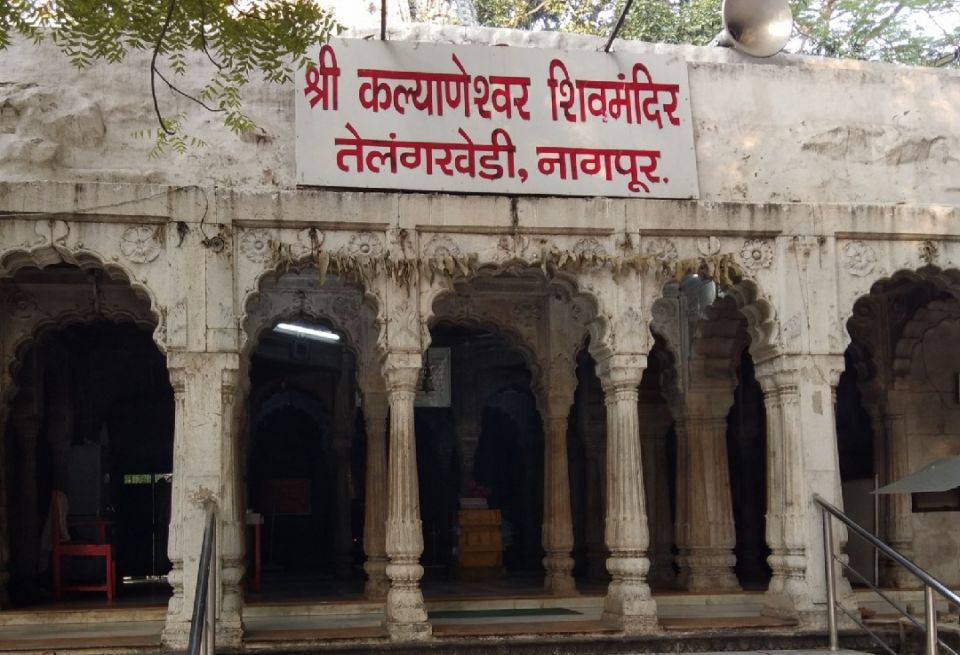 श्री कल्याणेश्वर शिवमंदिर
तेलंगखेडी, नागपूर.